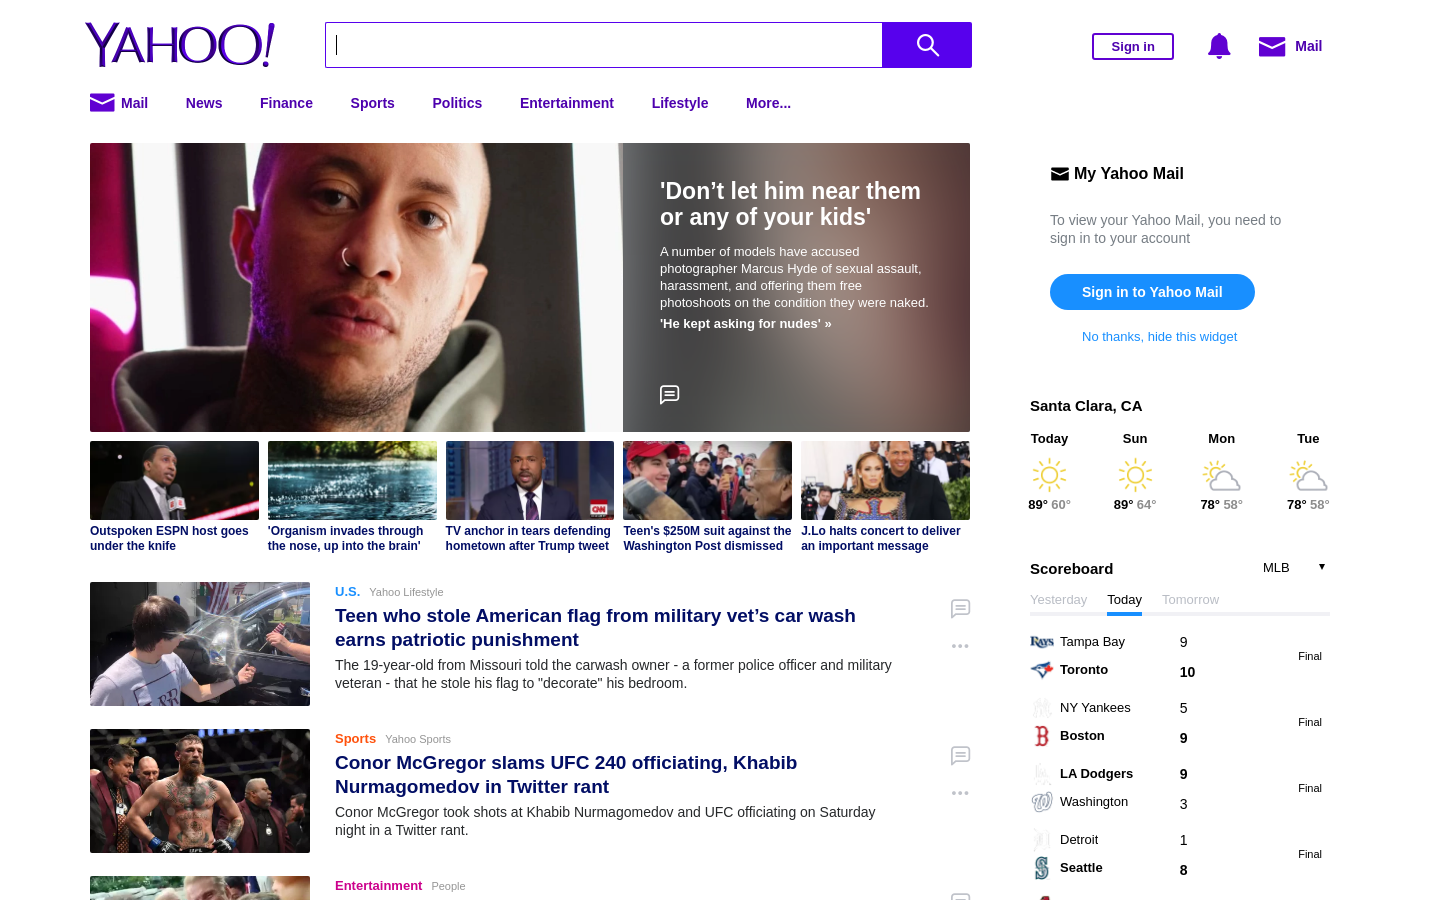 YAHOO!
Sign in
Mail
Mail News Finance Sports Politics Entertainment Lifestyle More...
'Don’t let him near them
or any of your kids'
A number of models have accused
photographer Marcus Hyde of sexual assault,
harassment, and offering them free
photoshoots on the condition they were naked.
'He kept asking for nudes' »
CNN
Outspoken ESPN host goes
under the knife
'Organism invades through
the nose, up into the brain'
TV anchor in tears defending
hometown after Trump tweet
Teen's $250M suit against the
Washington Post dismissed
J.Lo halts concert to deliver
an important message
U.S. Yahoo Lifestyle
Teen who stole American flag from military vet’s car wash
earns patriotic punishment
The 19-year-old from Missouri told the carwash owner - a former police officer and military
veteran - that he stole his flag to "decorate" his bedroom.
Sports Yahoo Sports
Conor McGregor slams UFC 240 officiating, Khabib
Nurmagomedov in Twitter rant
Conor McGregor took shots at Khabib Nurmagomedov and UFC officiating on Saturday
night in a Twitter rant.
Entertainment People
My Yahoo Mail
To view your Yahoo Mail, you need to
sign in to your account
Sign in to Yahoo Mail
No thanks, hide this widget
Santa Clara, CA
Today Sun Mon Tue
89° 60° 89° 64° 78° 58° 78° 58°
Scoreboard MLB
Yesterday Today Tomorrow
RAYS Tampa Bay 9
Final
Toronto 10
NY Yankees 5
Final
B Boston 9
LA LA Dodgers 9
Final
W Washington 3
Detroit 1
Final
S Seattle 8